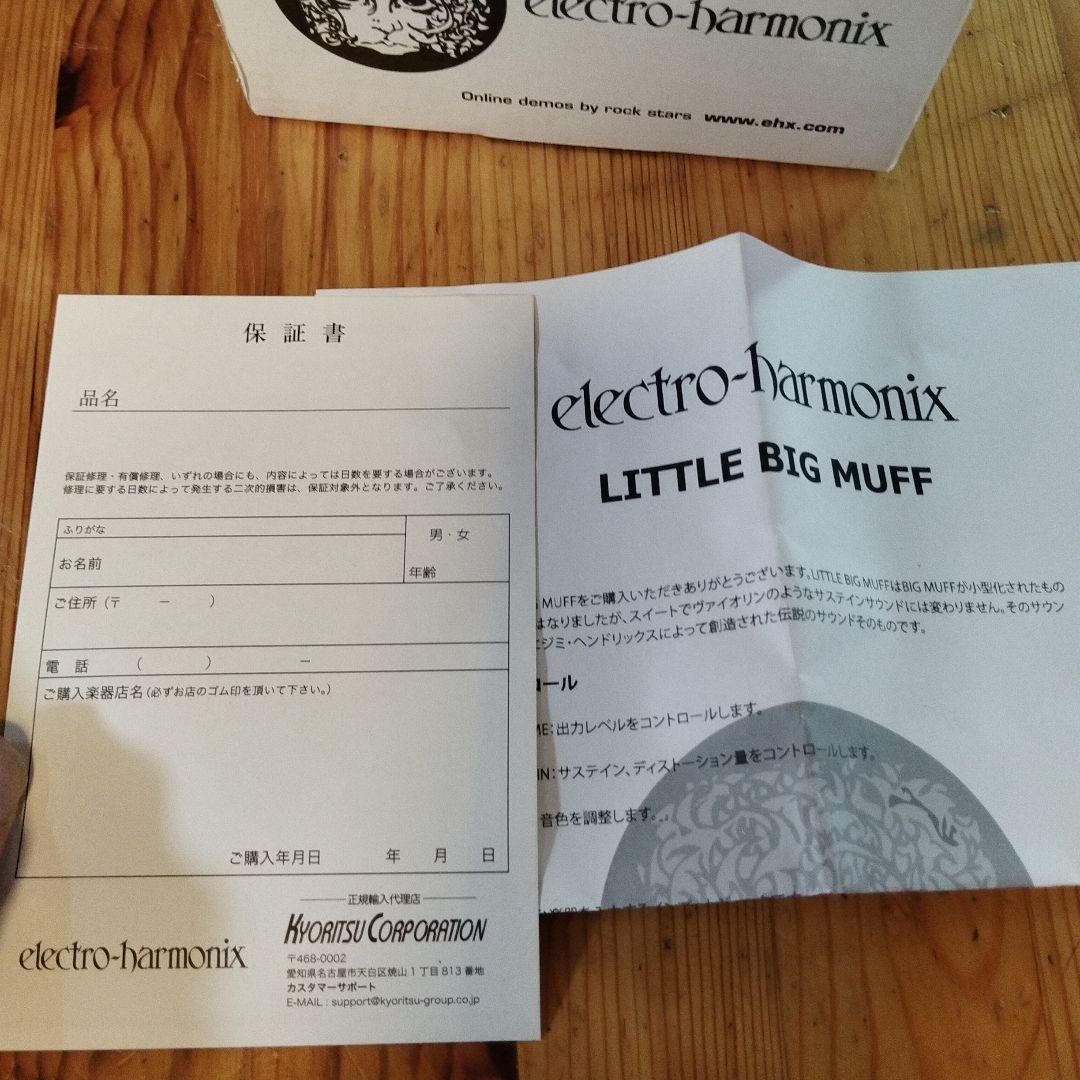 electro-harmonix
Online demos by rock stars www.ehx.com
保証書
品名
保証修理・有償修理、いずれの場合にも、内容によっては日数を要する場合がございます。
修理に要する日数によって発生する二次的損害は、保証対象外となります。ご了承ください。
ふりがな
男・女
お名前
年齢
ご住所(〒 － )
電話 ( ) －
ご購入楽器店名(必ずお店のゴム印を頂いて下さい。)
ご購入年月日 年 月 日
正規輸入代理店
electro-harmonix
KYORITSU CORPORATION
〒468-0002
愛知県名古屋市天白区焼山1丁目813番地
カスタマーサポート
E-MAIL : support@kyoritsu-group.co.jp
electro-harmonix
LITTLE BIG MUFF
MUFFをご購入いただきありがとうございます。LITTLE BIG MUFFはBIG MUFFが小型化されたもの
はなりましたが、スイートでヴァイオリンのようなサステインサウンドには変わりません。そのサウン
ジミ・ヘンドリックスによって創造された伝説のサウンドそのものです。
ール
ME：出力レベルをコントロールします。
IN：サステイン、ディストーション量をコントロールします。
音色を調整します。